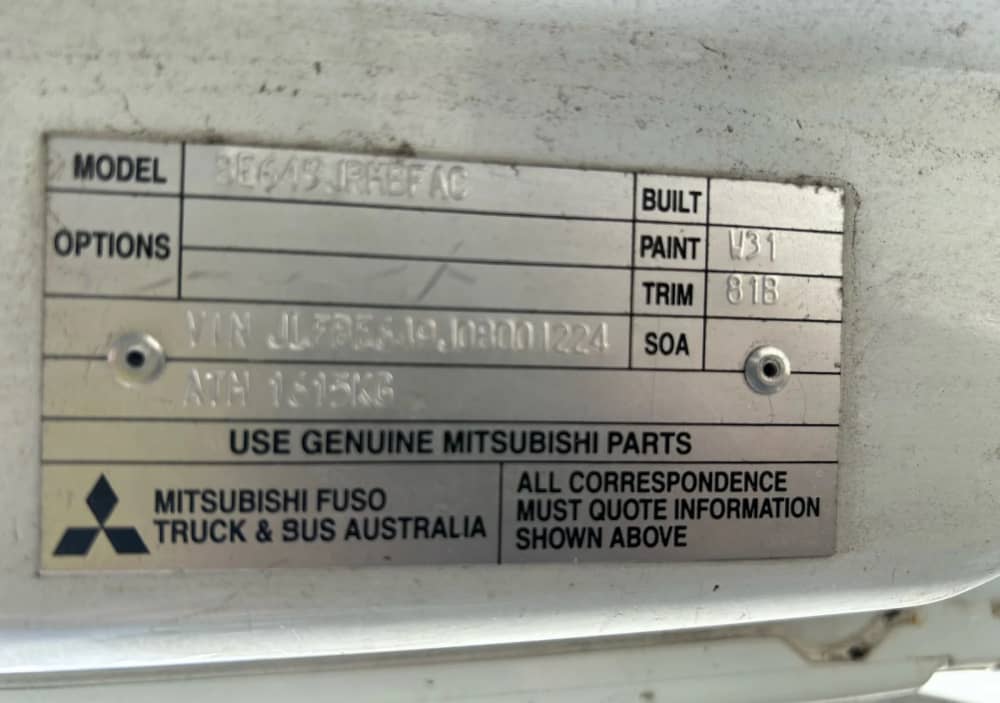 MODEL
OPTIONS
BUILT
PAINT W31
TRIM 81B
VIN
SOA
USE GENUINE MITSUBISHI PARTS
MITSUBISHI FUSO
TRUCK & BUS AUSTRALIA
ALL CORRESPONDENCE
MUST QUOTE INFORMATION
SHOWN ABOVE